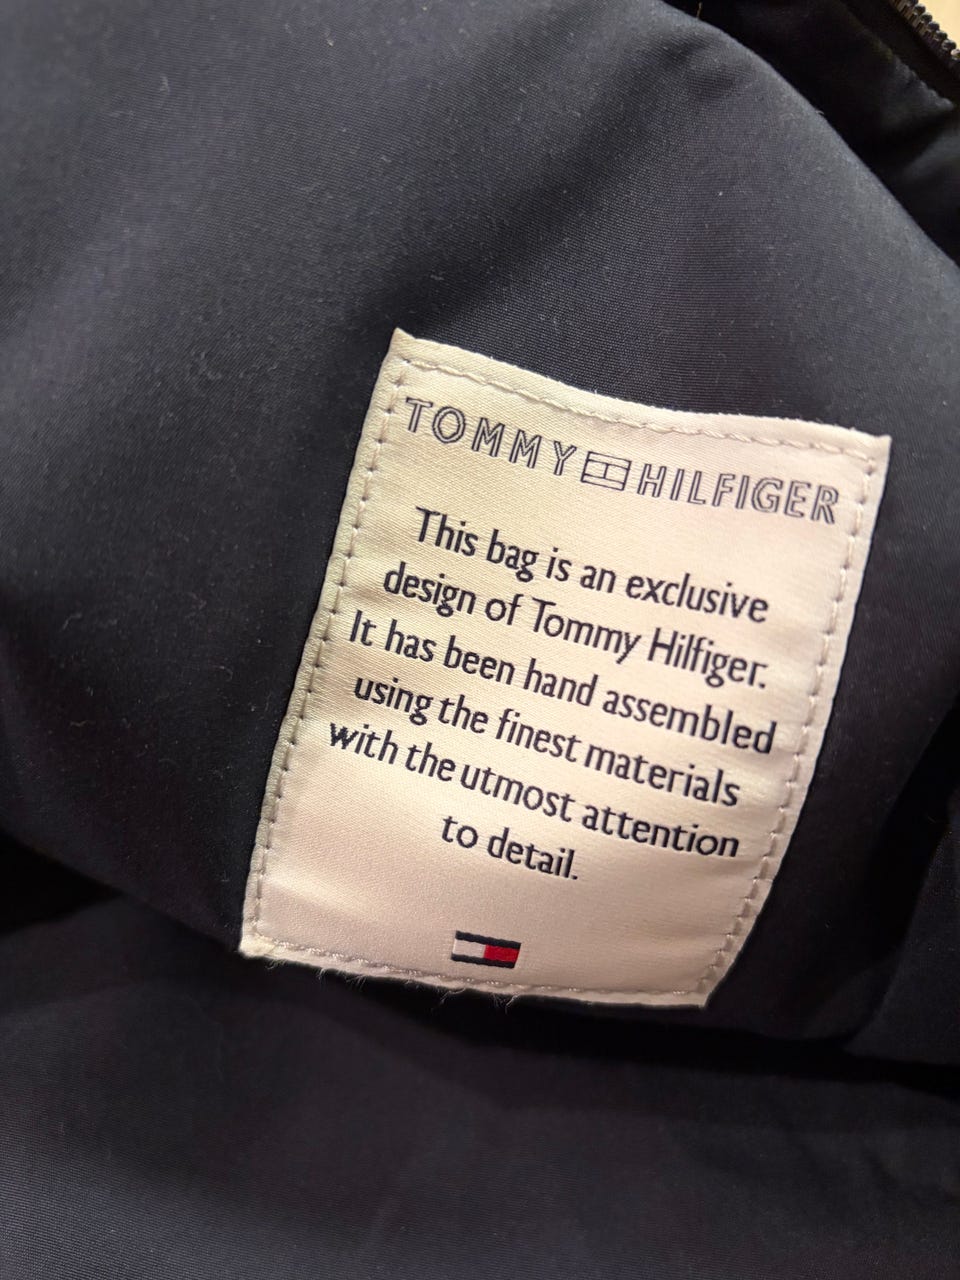 TOMMY HILFIGER
This bag is an exclusive
design of Tommy Hilfiger.
It has been hand assembled
using the finest materials
with the utmost attention
to detail.